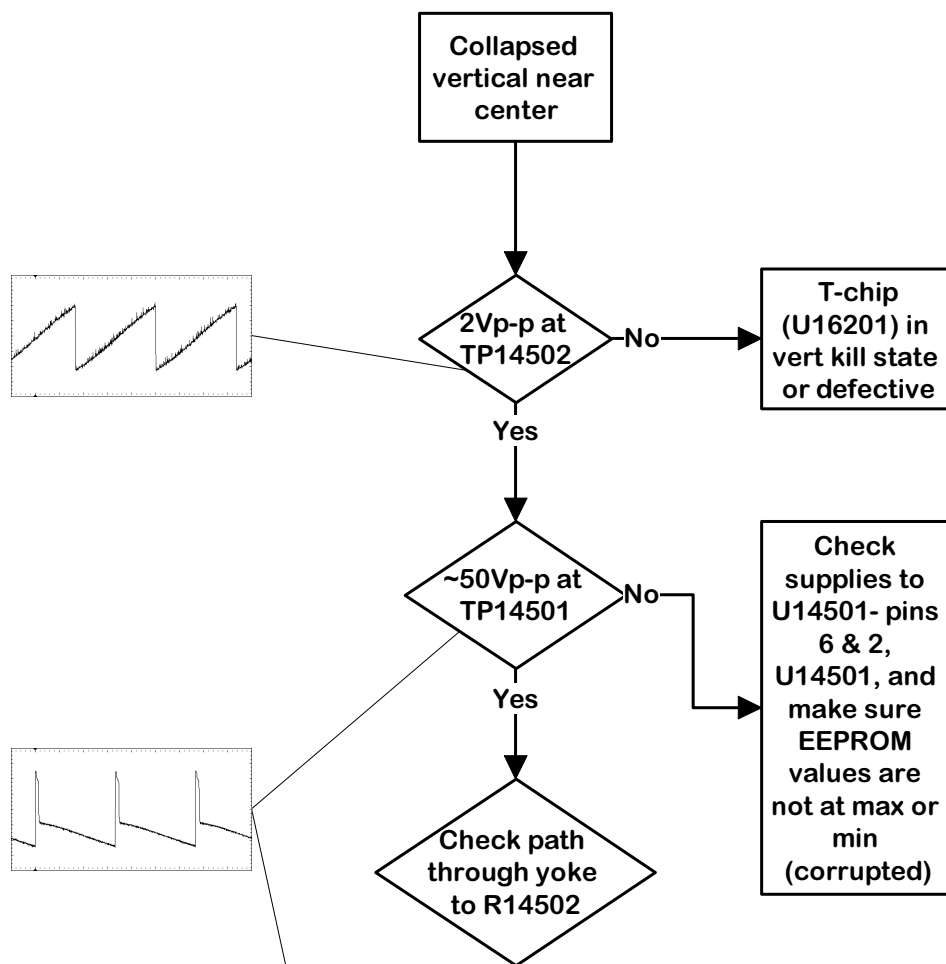 Collapsed
vertical near
center
2Vp-p at
TP14502
No
T-chip
(U16201) in
vert kill state
or defective
Yes
~50Vp-p at
TP14501
No
Check
supplies to
U14501- pins
6 & 2,
U14501, and
make sure
EEPROM
values are
not at max or
min
(corrupted)
Yes
Check path
through yoke
to R14502